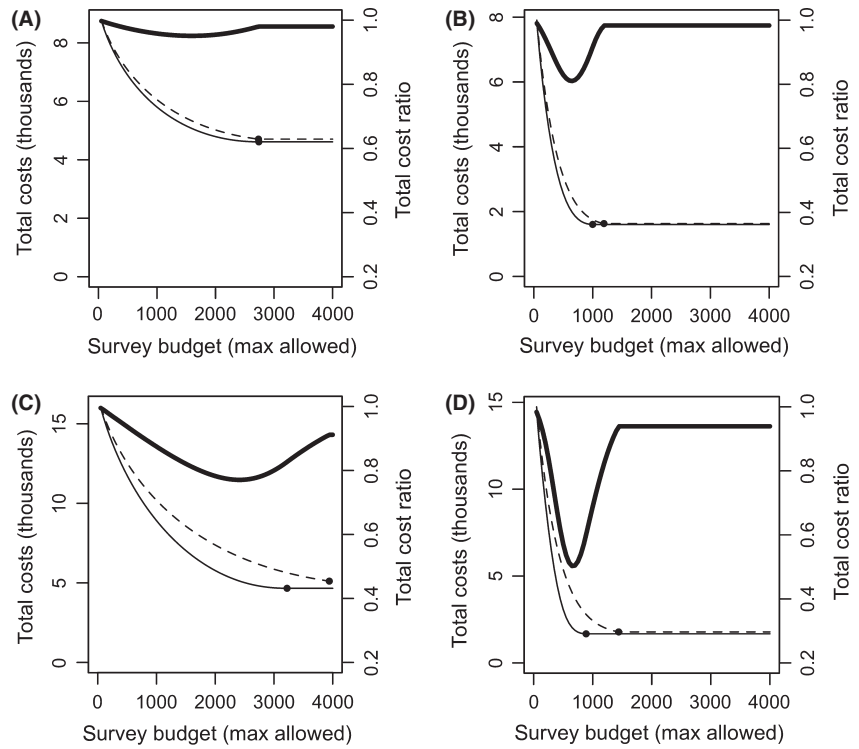 (A)
0 2 4 6 8
Total costs (thousands)
0.2 0.4 0.6 0.8 1.0
Total cost ratio
0 1000 2000 3000 4000
Survey budget (max allowed)
(B)
0 2 4 6 8
Total costs (thousands)
0.2 0.4 0.6 0.8 1.0
Total cost ratio
0 1000 2000 3000 4000
Survey budget (max allowed)
(C)
0 5 10 15
Total costs (thousands)
0.2 0.4 0.6 0.8 1.0
Total cost ratio
0 1000 2000 3000 4000
Survey budget (max allowed)
(D)
0 5 10 15
Total costs (thousands)
0.2 0.4 0.6 0.8 1.0
Total cost ratio
0 1000 2000 3000 4000
Survey budget (max allowed)